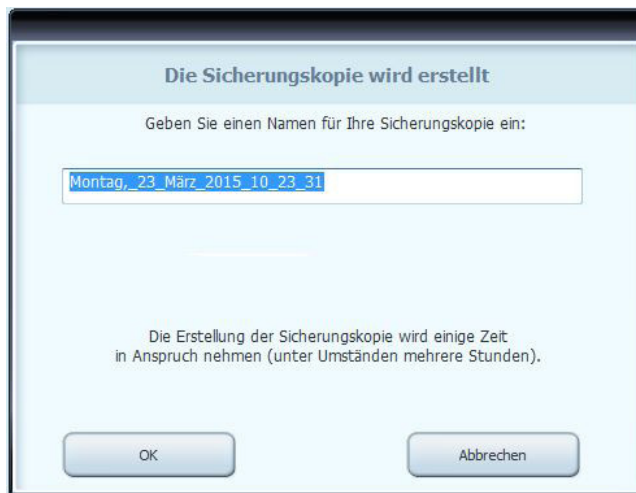 Die Sicherungskopie wird erstellt
Geben Sie einen Namen für Ihre Sicherungskopie ein:
Montag,_23_März_2015_10_23_31
Die Erstellung der Sicherungskopie wird einige Zeit
in Anspruch nehmen (unter Umständen mehrere Stunden).
OK
Abbrechen